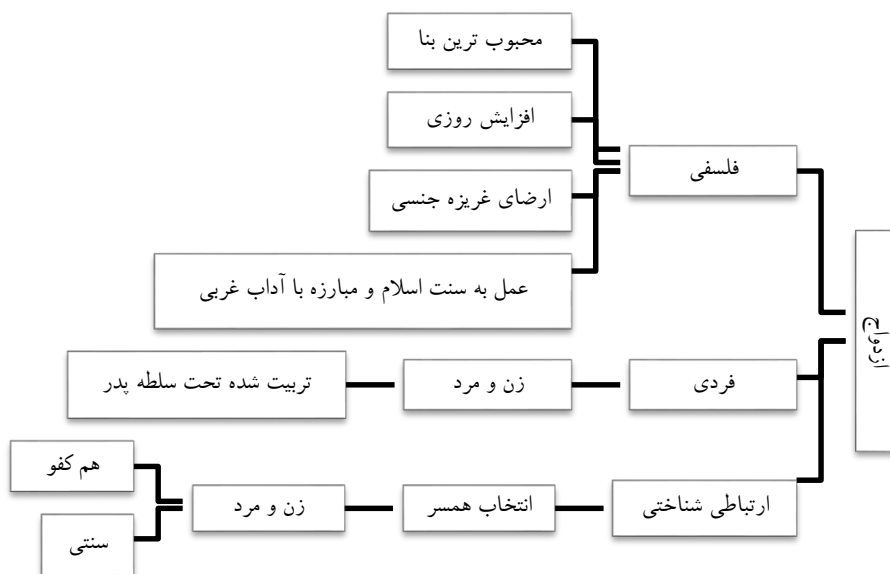 ازدواج
فلسفی
محبوب ترین بنا
افزایش روزی
ارضای غریزه جنسی
عمل به سنت اسلام و مبارزه با آداب غربی
فردی
زن و مرد
تربیت شده تحت سلطه پدر
ارتباطی شناختی
انتخاب همسر
زن و مرد
هم کفو
سنتی